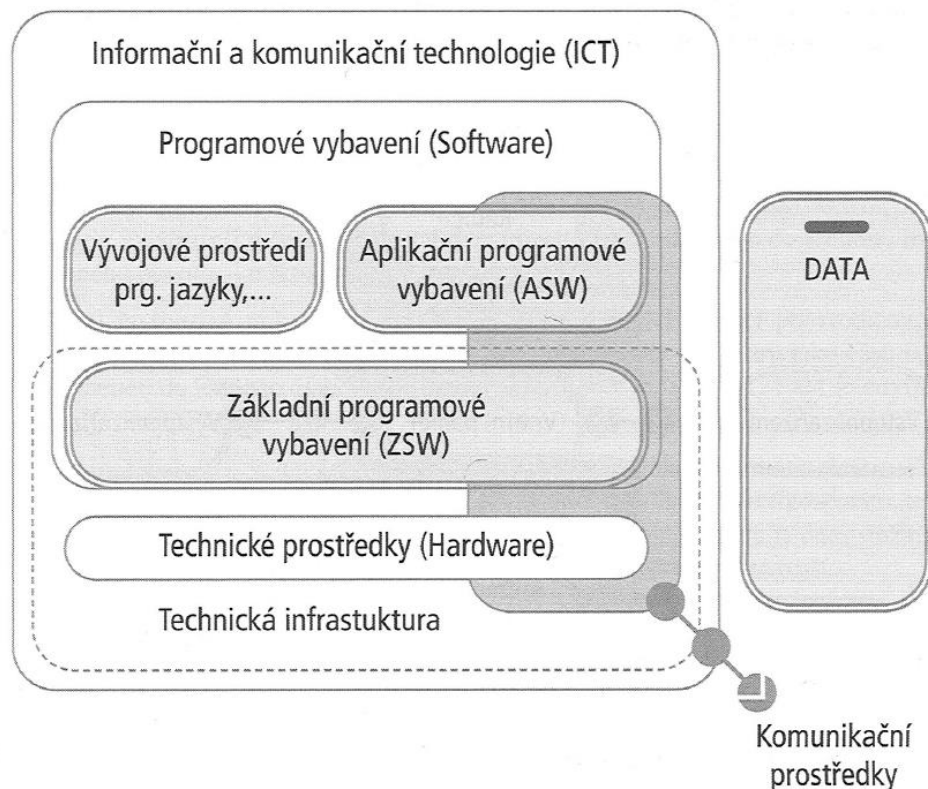 Informační a komunikační technologie (ICT)
Programové vybavení (Software)
Vývojové prostředí
prg. jazyky,...
Aplikační programové
vybavení (ASW)
DATA
Základní programové
vybavení (ZSW)
Technické prostředky (Hardware)
Technická infrastuktura
Komunikační
prostředky